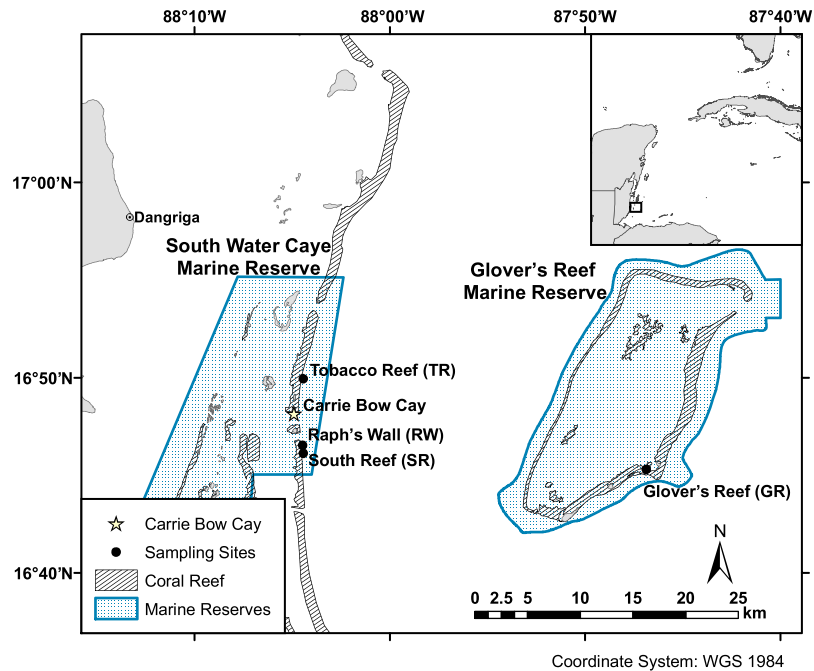 88°10'W
88°00'W
87°50'W
87°40'W
17°00'N
16°50'N
16°40'N
Dangriga
South Water Caye
Marine Reserve
Glover's Reef
Marine Reserve
Tobacco Reef (TR)
Carrie Bow Cay
Raph's Wall (RW)
South Reef (SR)
Glover's Reef (GR)
Carrie Bow Cay
Sampling Sites
Coral Reef
Marine Reserves
N
0 2.5 5 10 15 20 25
km
Coordinate System: WGS 1984